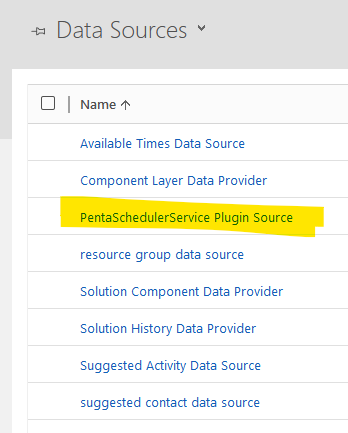 Data Sources
Name
Available Times Data Source
Component Layer Data Provider
PentaSchedulerService Plugin Source
resource group data source
Solution Component Data Provider
Solution History Data Provider
Suggested Activity Data Source
suggested contact data source